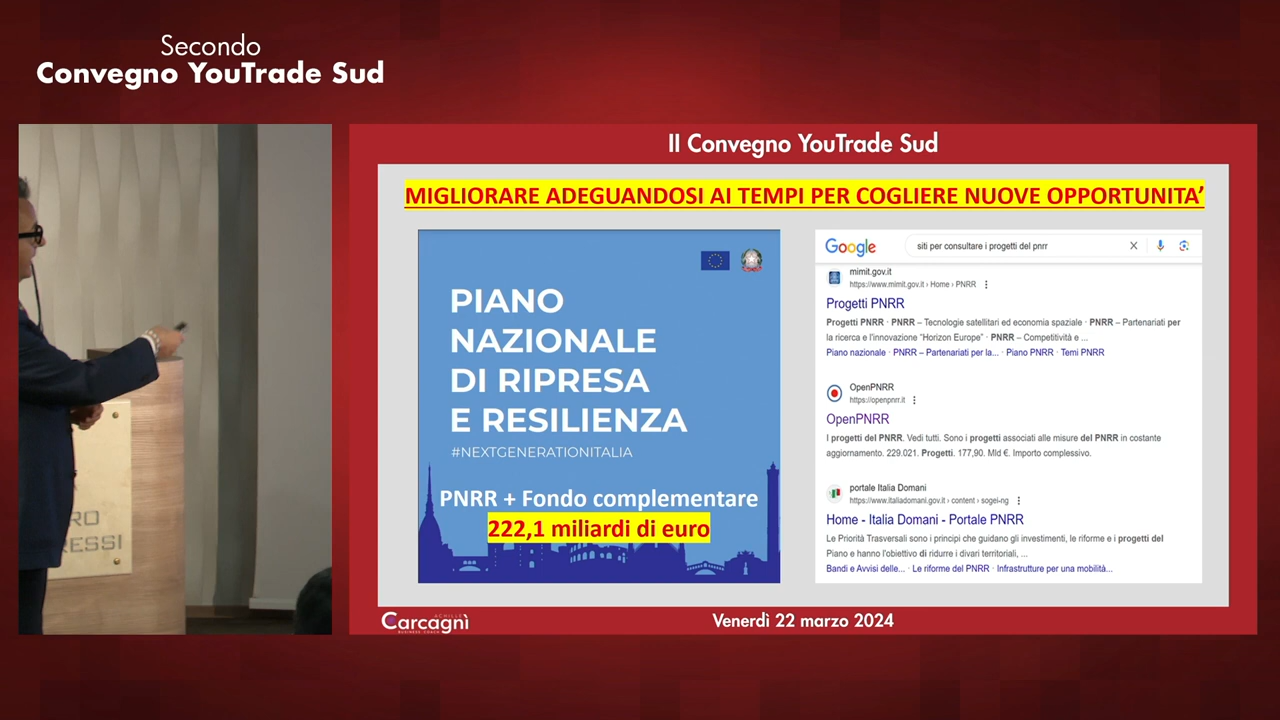 Secondo
Convegno YouTrade Sud
II Convegno YouTrade Sud
MIGLIORARE ADEGUANDOSI AI TEMPI PER COGLIERE NUOVE OPPORTUNITA’
PIANO
NAZIONALE
DI RIPRESA
E RESILIENZA
#NEXTGENERATIONITALIA
PNRR + Fondo complementare
222,1 miliardi di euro
Google
siti per consultare i progetti del pnrr
mimit.gov.it
https://www.mimit.gov.it › Home › PNRR
Progetti PNRR
Progetti PNRR · PNRR – Tecnologie satellitari ed economia spaziale · PNRR – Partenariati per
la ricerca e l'innovazione "Horizon Europe" · PNRR – Competitività e ...
Piano nazionale · PNRR – Partenariati per la... · Piano PNRR · Temi PNRR
OpenPNRR
https://openpnrr.it
OpenPNRR
I progetti del PNRR. Vedi tutti. Sono i progetti associati alle misure del PNRR in costante
aggiornamento. 229.021. Progetti. 177,90. Mld €. Importo complessivo.
portale Italia Domani
https://www.italiadomani.gov.it › content › sogei-ng
Home - Italia Domani - Portale PNRR
Le Priorità Trasversali sono i principi che guidano gli investimenti, le riforme e i progetti del
Piano e hanno l'obiettivo di ridurre i divari territoriali, ...
Bandi e Avvisi delle... · Le riforme del PNRR · Infrastrutture per una mobilità...
RO
RESSI
ACHILLE
Carcagnì
BUSINESS COACH
Venerdì 22 marzo 2024